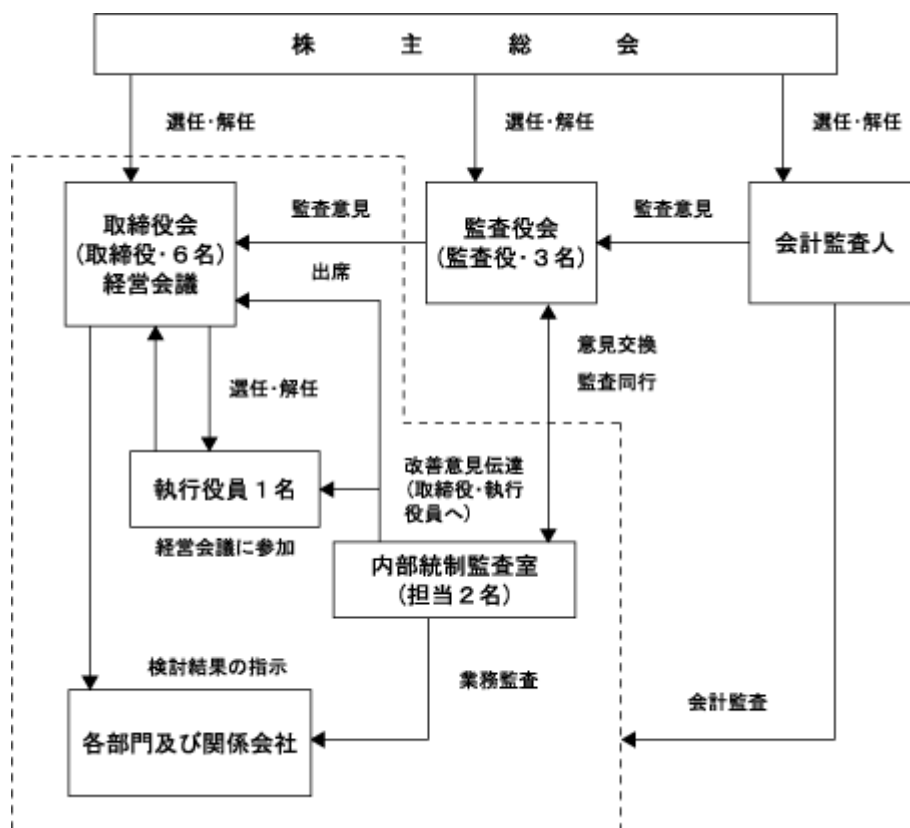 株主総会
選任・解任
選任・解任
選任・解任
取締役会
(取締役・6名)
経営会議
監査意見
監査役会
(監査役・3名)
監査意見
会計監査人
出席
意見交換
監査同行
選任・解任
執行役員1名
経営会議に参加
改善意見伝達
(取締役・執行
役員へ)
内部統制監査室
(担当2名)
検討結果の指示
業務監査
会計監査
各部門及び関係会社